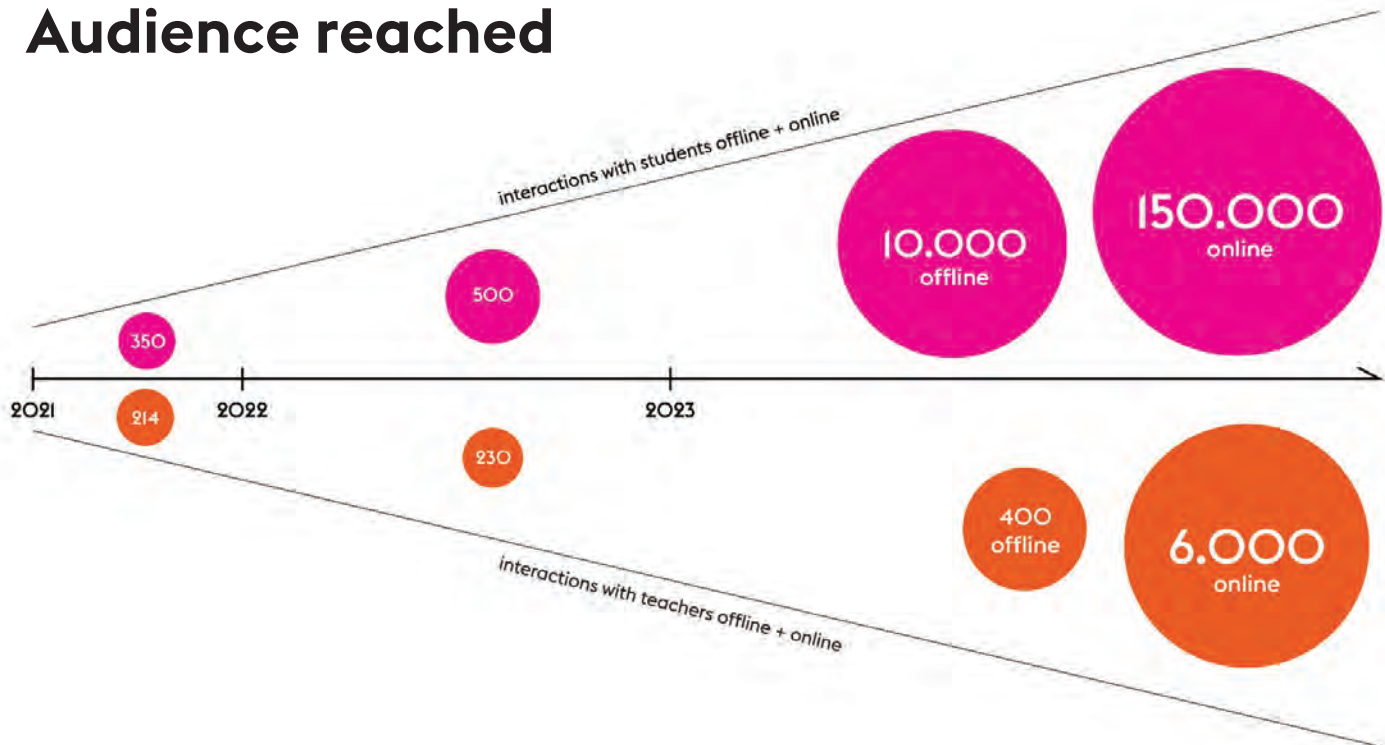 Audience reached
interactions with students offline + online
150.000
online
10.000
offline
500
350
2021
2022
2023
214
230
400
offline
6.000
online
interactions with teachers offline + online